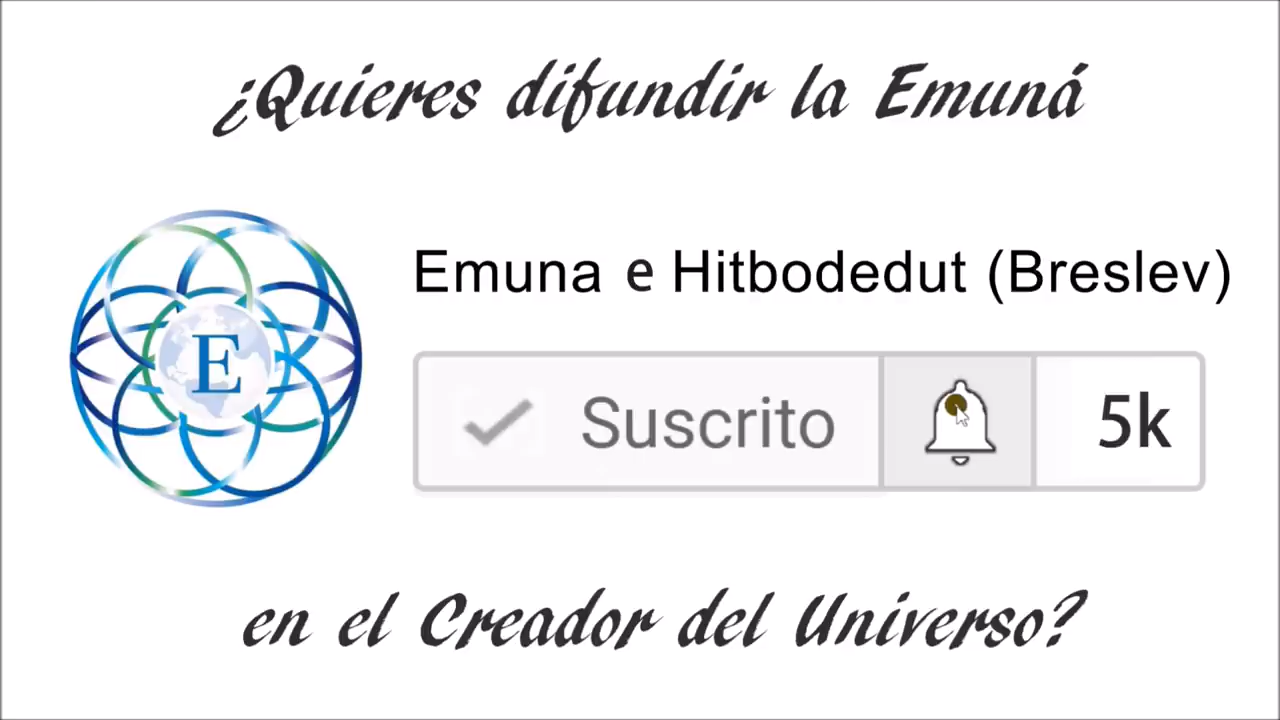 ¿Quieres difundir la Emuná
E
Emuna e Hitbodedut (Breslev)
Suscrito 5k
en el Creador del Universo?